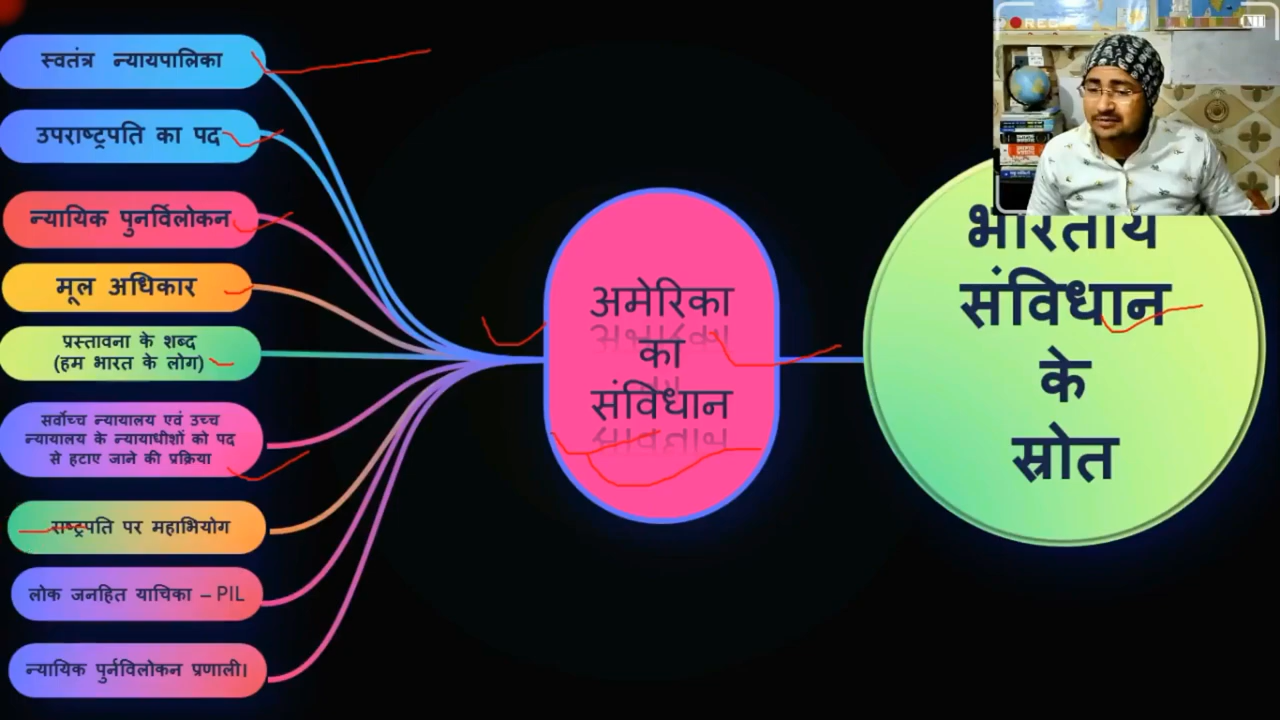 स्वतंत्र न्यायपालिका
उपराष्ट्रपति का पद
न्यायिक पुनर्विलोकन
मूल अधिकार
प्रस्तावना के शब्द
(हम भारत के लोग)
सर्वोच्च न्यायालय एवं उच्च
न्यायालय के न्यायाधीशों को पद
से हटाए जाने की प्रक्रिया
राष्ट्रपति पर महाभियोग
लोक जनहित याचिका – PIL
न्यायिक पुर्नविलोकन प्रणाली।
अमेरिका
का
संविधान
भारतीय
संविधान
के
स्रोत
REC